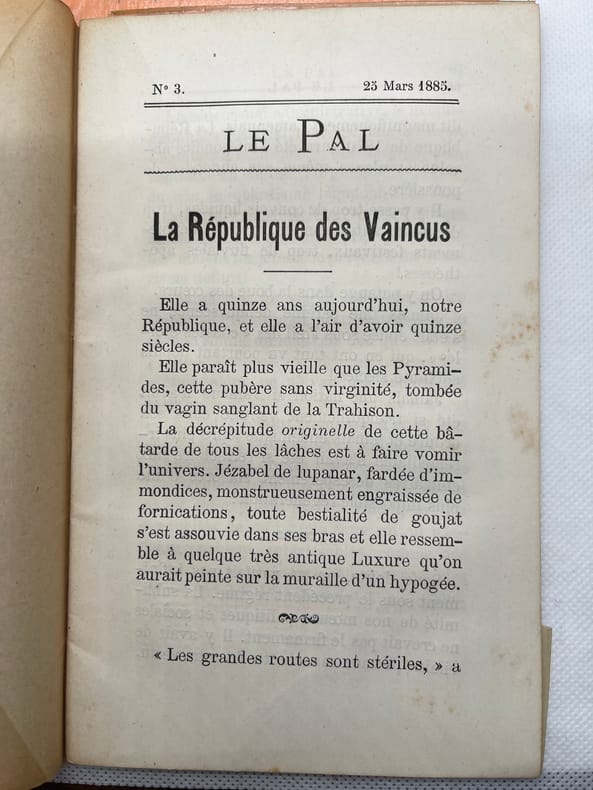 N° 3.
25 Mars 1885.
LE PAL
La République des Vaincus
Elle a quinze ans aujourd'hui, notre
République, et elle a l'air d'avoir quinze
siècles.
Elle paraît plus vieille que les Pyrami-
des, cette pubère sans virginité, tombée
du vagin sanglant de la Trahison.
La décrépitude originelle de cette bâ-
tarde de tous les lâches est à faire vomir
l'univers. Jézabel de lupanar, fardée d'im-
mondices, monstrueusement engraissée de
fornications, toute bestialité de goujat
s'est assouvie dans ses bras et elle ressem-
ble à quelque très antique Luxure qu'on
aurait peinte sur la muraille d'un hypogée.
« Les grandes routes sont stériles, » a